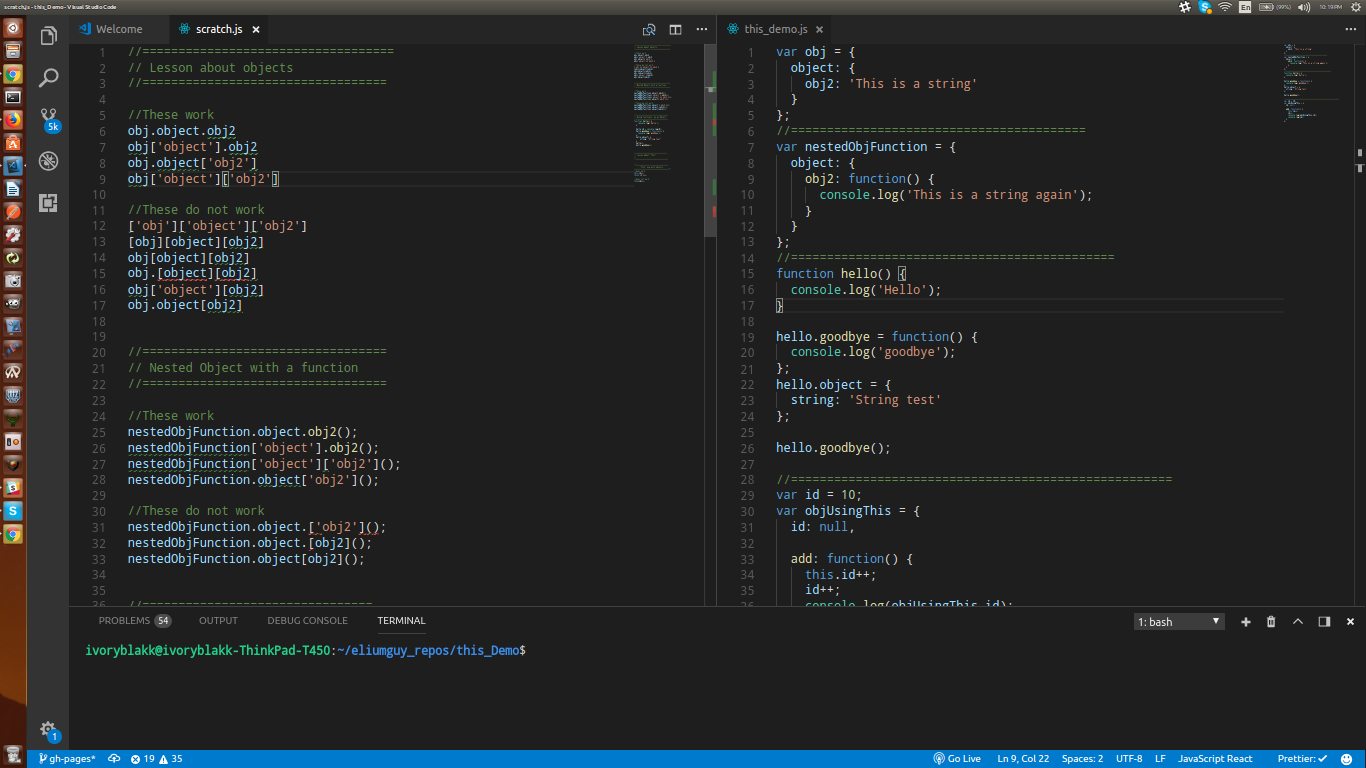 scratch.js - this_Demo - Visual Studio Code
En
(99%)
10:19PM
Welcome
scratch.js
this_demo.js
1 //===================================
2 // Lesson about objects
3 //==================================
4
5 //These work
6 obj.object.obj2
7 obj['object'].obj2
8 obj.object['obj2']
9 obj['object']['obj2']
10
11 //These do not work
12 ['obj']['object']['obj2']
13 [obj][object][obj2]
14 obj[object][obj2]
15 obj.[object][obj2]
16 obj['object'][obj2]
17 obj.object[obj2]
18
19
20 //==================================
21 // Nested Object with a function
22 //==================================
23
24 //These work
25 nestedObjFunction.object.obj2();
26 nestedObjFunction['object'].obj2();
27 nestedObjFunction['object']['obj2']();
28 nestedObjFunction.object['obj2']();
29
30 //These do not work
31 nestedObjFunction.object.['obj2']();
32 nestedObjFunction.object.[obj2]();
33 nestedObjFunction.object[obj2]();
34
35
36 //================================
1 var obj = {
2 object: {
3 obj2: 'This is a string'
4 }
5 };
6 //=========================================
7 var nestedObjFunction = {
8 object: {
9 obj2: function() {
10 console.log('This is a string again');
11 }
12 }
13 };
14 //=============================================
15 function hello() {
16 console.log('Hello');
17 }
18
19 hello.goodbye = function() {
20 console.log('goodbye');
21 };
22 hello.object = {
23 string: 'String test'
24 };
25
26 hello.goodbye();
27
28 //=====================================================
29 var id = 10;
30 var objUsingThis = {
31 id: null,
32
33 add: function() {
34 this.id++;
35 id++;
36 console.log(objUsingThis.id);
5k
1
PROBLEMS 54 OUTPUT DEBUG CONSOLE TERMINAL
1: bash
ivoryblakk@ivoryblakk-ThinkPad-T450:~/eliumguy_repos/this_Demo$
gh-pages* 19 35
Go Live Ln 9, Col 22 Spaces: 2 UTF-8 LF JavaScript React Prettier: ✓